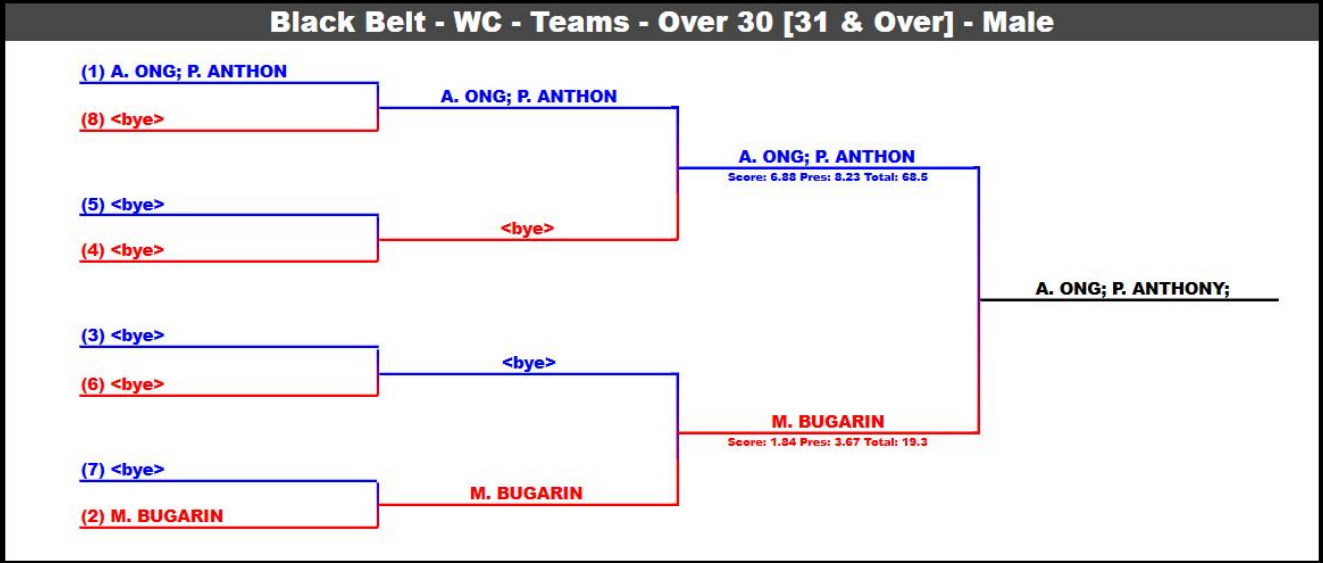 Black Belt - WC - Teams - Over 30 [31 & Over] - Male
(1) A. ONG; P. ANTHON
(8) <bye>
(5) <bye>
(4) <bye>
(3) <bye>
(6) <bye>
(7) <bye>
(2) M. BUGARIN
A. ONG; P. ANTHON
<bye>
<bye>
M. BUGARIN
A. ONG; P. ANTHON
Score: 6.88 Pres: 8.23 Total: 68.5
M. BUGARIN
Score: 1.84 Pres: 3.67 Total: 19.3
A. ONG; P. ANTHONY;